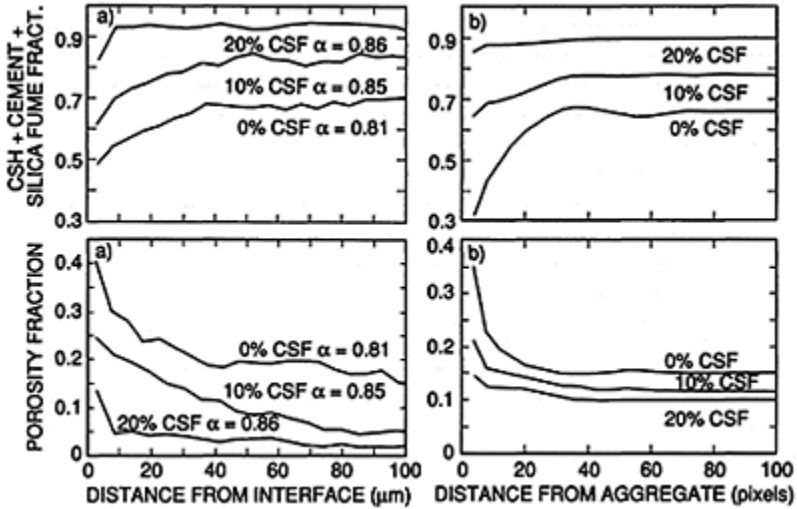 CSH + CEMENT +
SILICA FUME FRACT.
a)
0.9
0.7
0.5
0.3
20% CSF α = 0.86
10% CSF α = 0.85
0% CSF α = 0.81
b)
0.9
0.7
0.5
0.3
20% CSF
10% CSF
0% CSF
POROSITY FRACTION
a)
0.4
0.3
0.2
0.1
0
0% CSF α = 0.81
10% CSF α = 0.85
20% CSF α = 0.86
0 20 40 60 80 100
DISTANCE FROM INTERFACE (μm)
b)
0.4
0.3
0.2
0.1
0
0% CSF
10% CSF
20% CSF
0 20 40 60 80 100
DISTANCE FROM AGGREGATE (pixels)